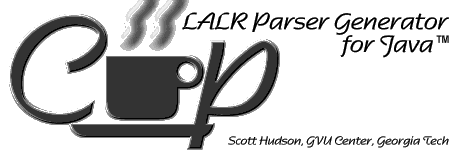 CUP
LALR Parser Generator
for Java™
Scott Hudson, GVU Center, Georgia Tech